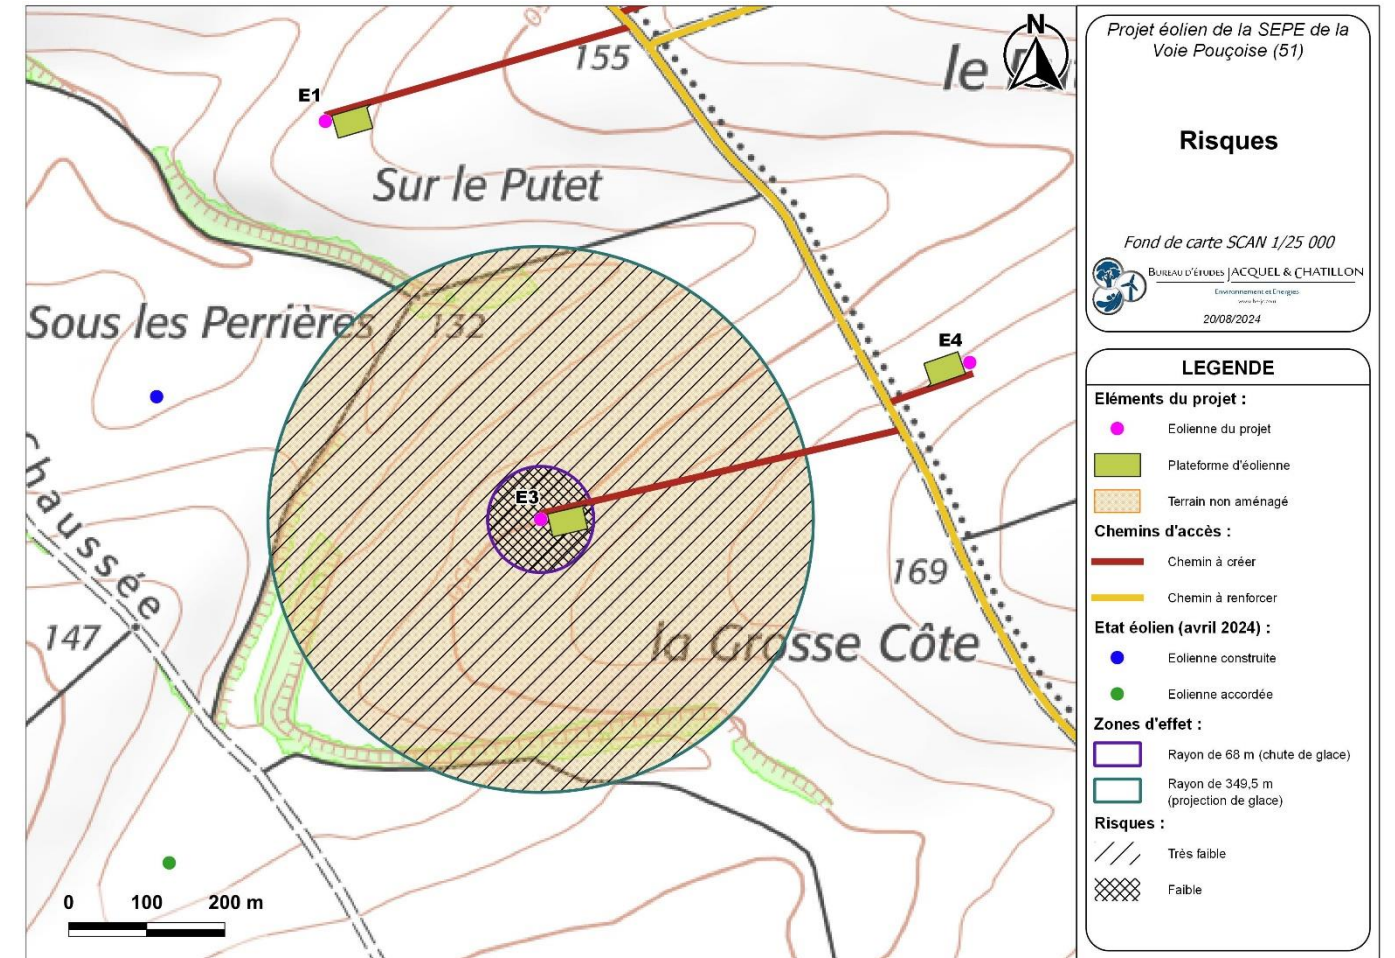 155
le
N
E1
Sur le Putet
Sous les Perrières
132
E4
E3
Chaussée
169
147
la Grosse Côte
0 100 200 m
Projet éolien de la SEPE de la
Voie Pouçoise (51)
Risques
Fond de carte SCAN 1/25 000
BUREAU D'ÉTUDES JACQUEL & CHATILLON
Environnement et Energies
20/08/2024
LEGENDE
Eléments du projet :
Eolienne du projet
Plateforme d'éolienne
Terrain non aménagé
Chemins d'accès :
Chemin à créer
Chemin à renforcer
Etat éolien (avril 2024) :
Eolienne construite
Eolienne accordée
Zones d'effet :
Rayon de 68 m (chute de glace)
Rayon de 349,5 m
(projection de glace)
Risques :
Très faible
Faible